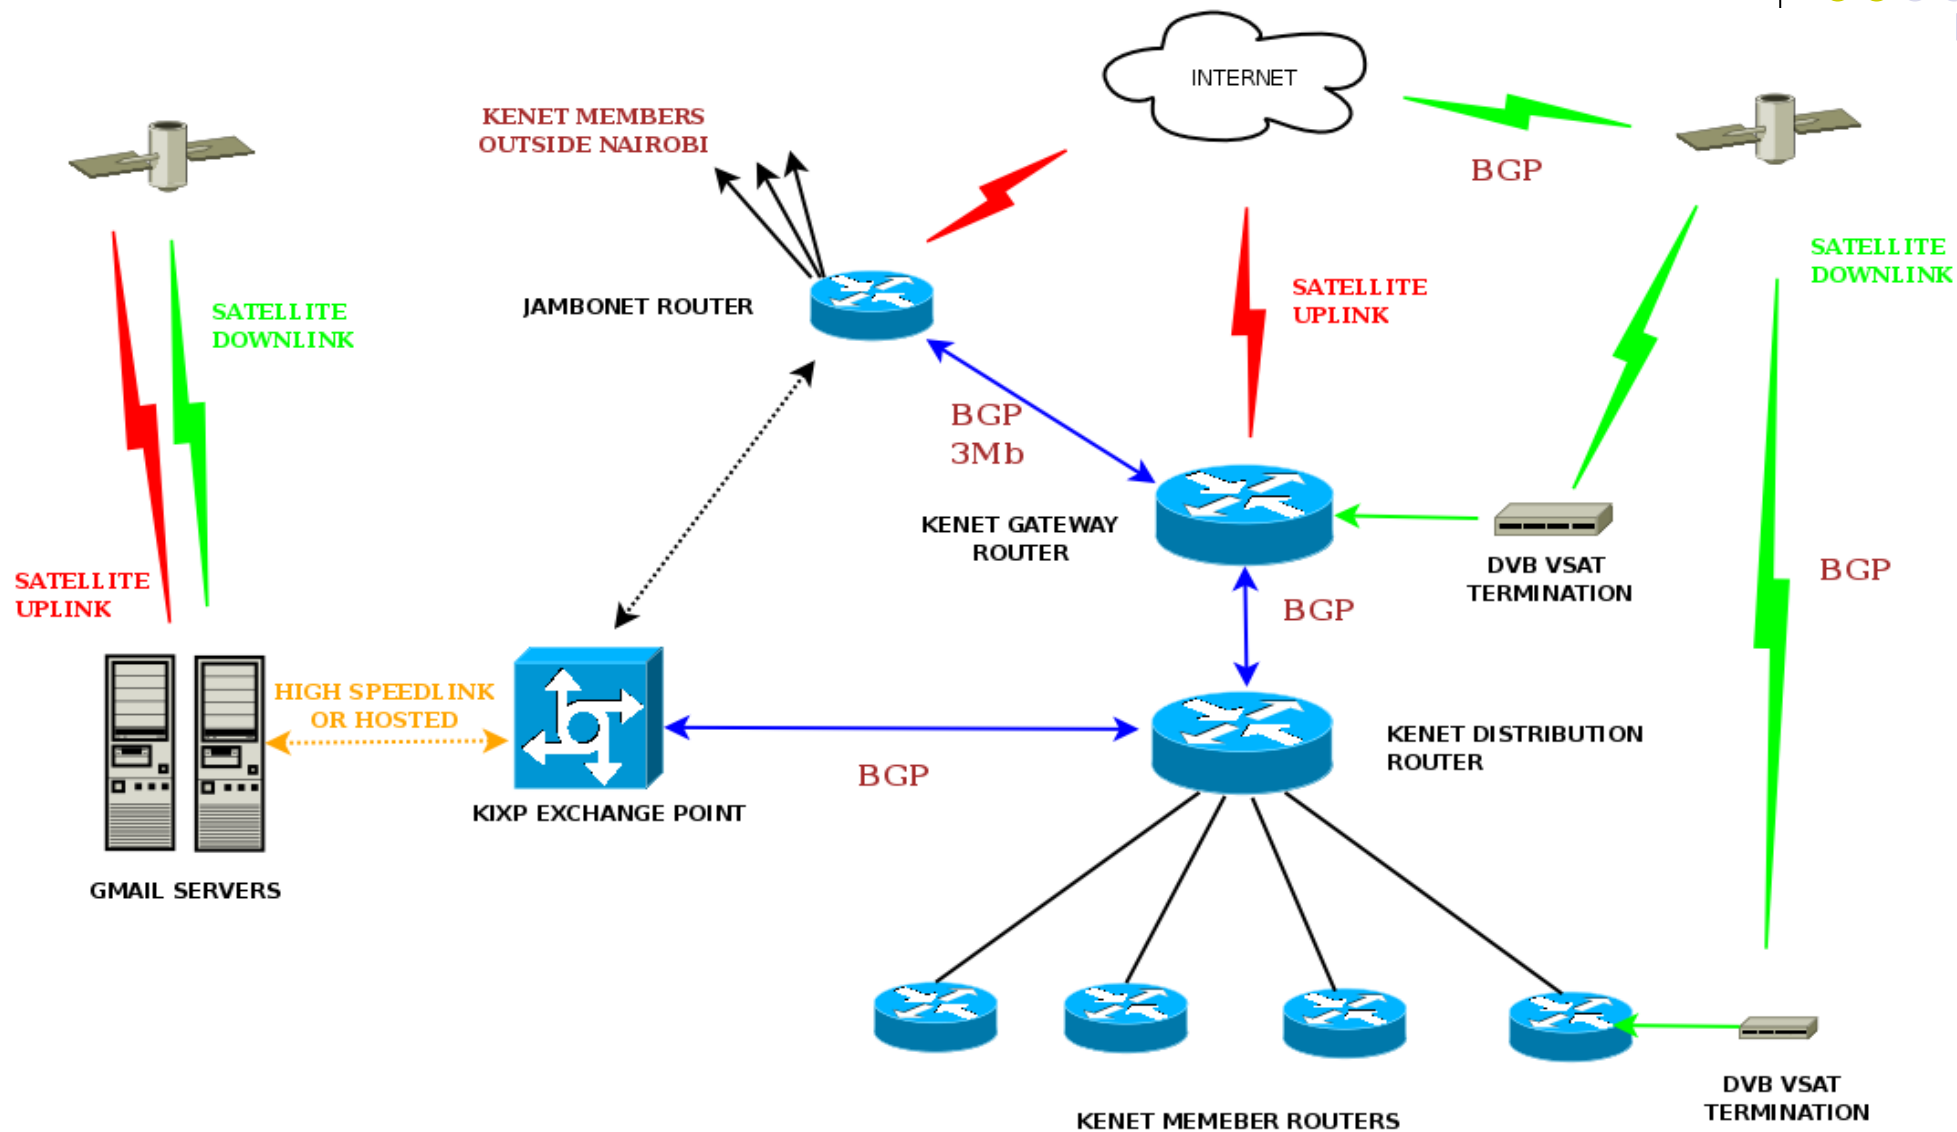 INTERNET
KENET MEMBERS
OUTSIDE NAIROBI
BGP
SATELLITE
DOWNLINK
SATELLITE
UPLINK
JAMBONET ROUTER
SATELLITE
DOWNLINK
BGP
3Mb
KENET GATEWAY
ROUTER
DVB VSAT
TERMINATION
BGP
SATELLITE
UPLINK
BGP
HIGH SPEEDLINK
OR HOSTED
KENET DISTRIBUTION
ROUTER
BGP
KIXP EXCHANGE POINT
GMAIL SERVERS
DVB VSAT
TERMINATION
KENET MEMEBER ROUTERS